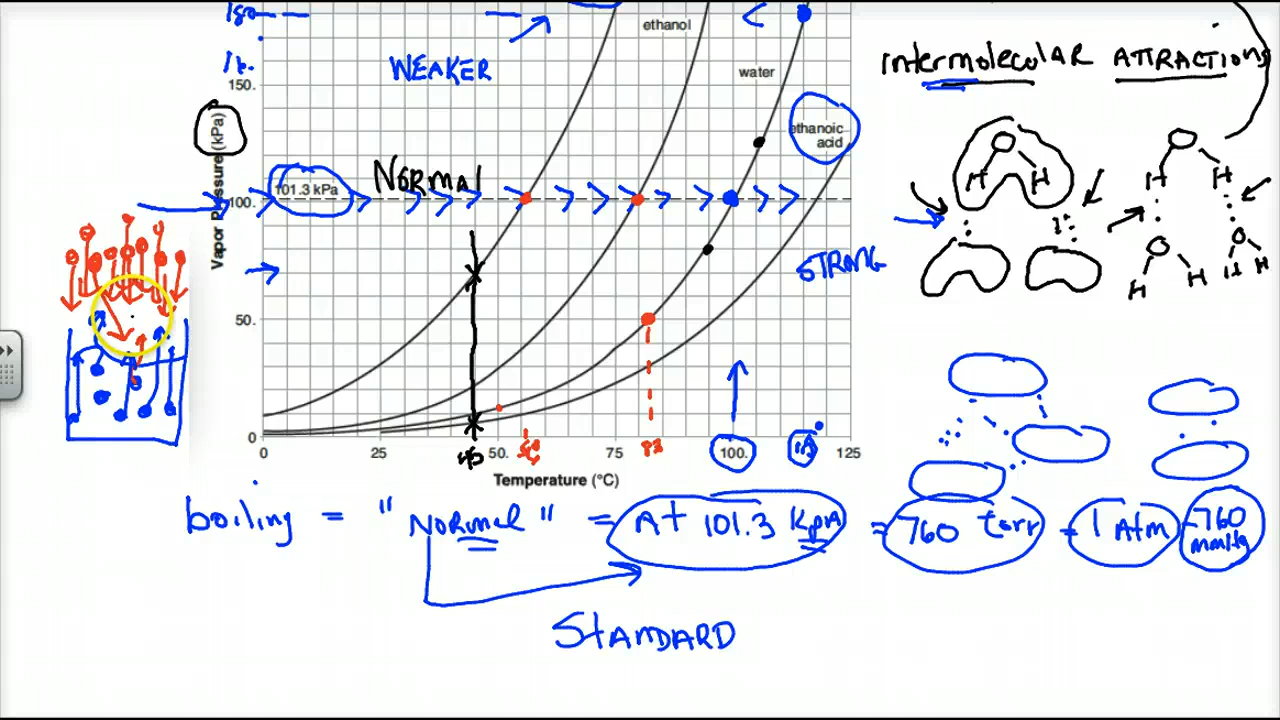 ethanol
intermolecular ATTRACTIONS
WEAKER
water
150.
Vapor Pressure (kPa)
ethanoic
acid
O
H H
O
H H
101.3 kPa
NORMAL
100.
STRONG
O
H H
O
H H
50.
0
0 25 45 50. 75 82 100. 125
Temperature (°C)
boiling = " NORMAL " = AT 101.3 KPA = 760 torr = 1 Atm = 760
mmHg
STANDARD